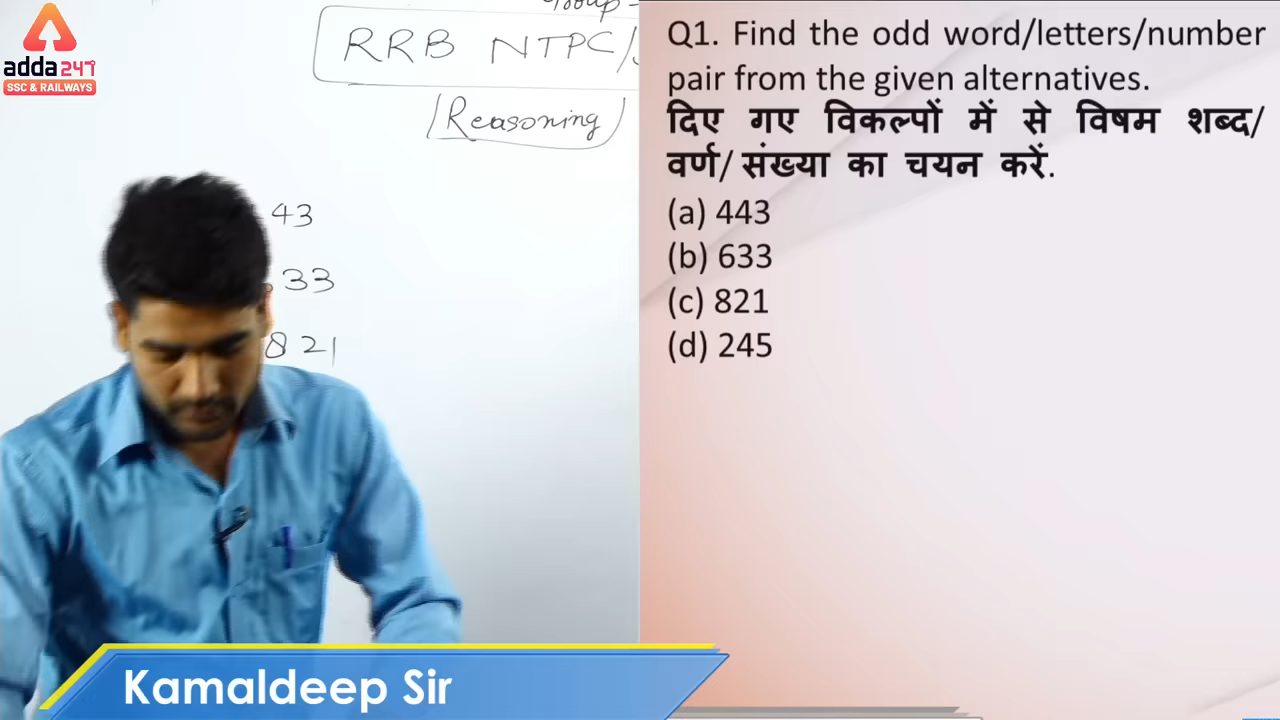 adda247
SSC & RAILWAYS
RRB NTPC/
Reasoning
43
33
821
Q1. Find the odd word/letters/number
pair from the given alternatives.
दिए गए विकल्पों में से विषम शब्द/
वर्ण/ संख्या का चयन करें.
(a) 443
(b) 633
(c) 821
(d) 245
Kamaldeep Sir